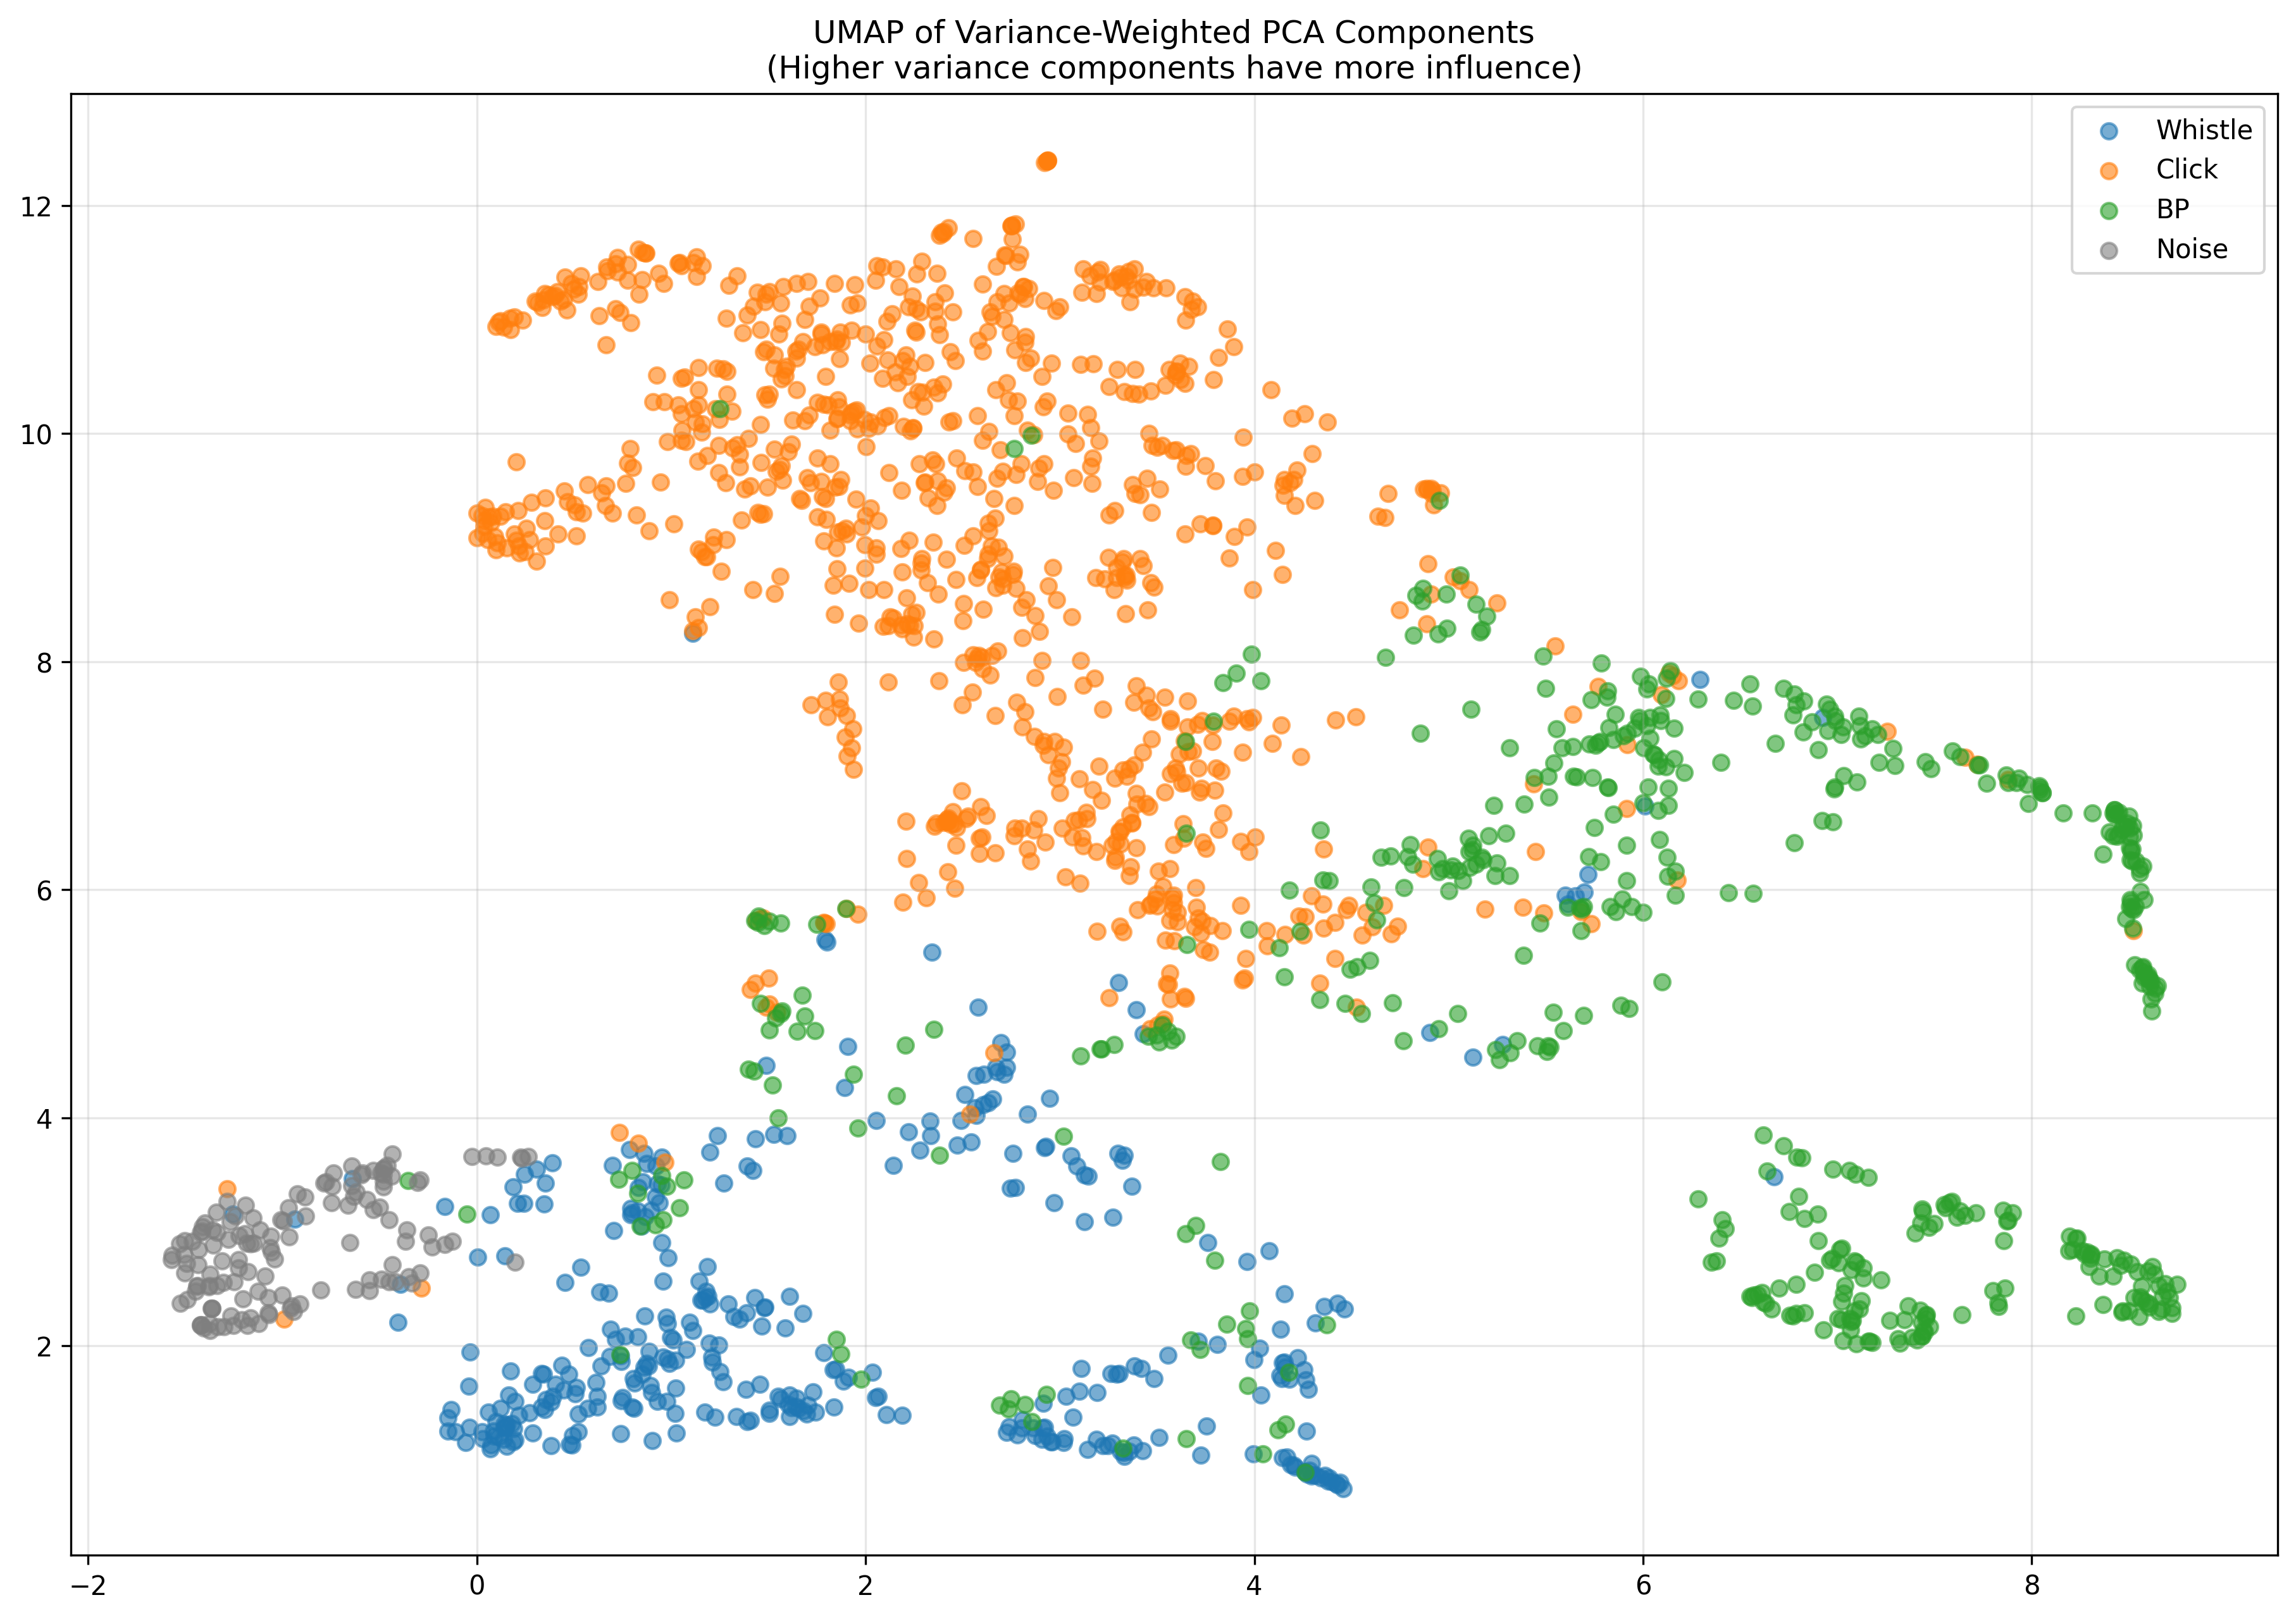 UMAP of Variance-Weighted PCA Components
(Higher variance components have more influence)
Whistle
Click
BP
Noise
12
10
8
6
4
2
−2
0
2
4
6
8